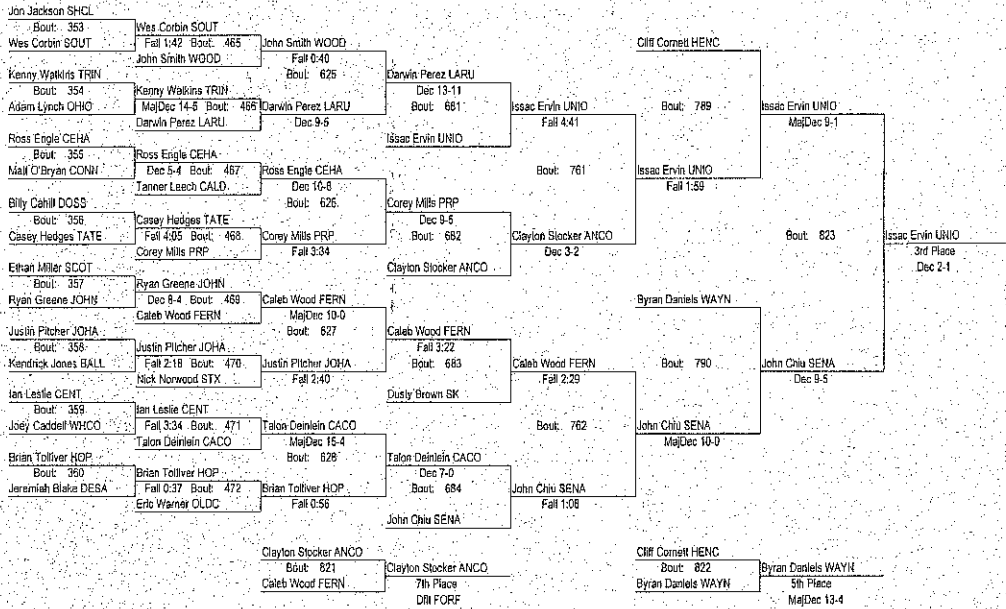 Jon Jackson SHCL
Bout: 353
Wes Corbin SOUT
Kenny Watkins TRIN
Bout: 354
Adam Lynch OHIO
Ross Engle CEHA
Bout: 355
Matt O'Bryan CONN
Billy Cahill DOSS
Bout: 356
Casey Hedges TATE
Ethan Miller SCOT
Bout: 357
Ryan Greene JOHN
Justin Pitcher JOHA
Bout: 358
Kendrick Jones BALL
Ian Leslie CENT
Bout: 359
Joey Caddell WHCO
Brian Tolliver HOP
Bout: 360
Jeremiah Blake DESA
Wes Corbin SOUT
Fall 1:42 Bout: 465
John Smith WOOD
Kenny Watkins TRIN
MajDec 14-5 Bout: 466
Darwin Perez LARU
Ross Engle CEHA
Dec 5-4 Bout: 467
Tanner Leech CALD
Casey Hedges TATE
Fall 4:05 Bout: 468
Corey Mills PRP
Ryan Greene JOHN
Dec 8-4 Bout: 469
Caleb Wood FERN
Justin Pitcher JOHA
Fall 2:18 Bout: 470
Nick Norwood STX
Ian Leslie CENT
Fall 3:34 Bout: 471
Talon Deinlein CACO
Brian Tolliver HOP
Fall 0:37 Bout: 472
Eric Warner OLDC
John Smith WOOD
Fall 0:40
Bout: 625
Darwin Perez LARU
Dec 9-5
Ross Engle CEHA
Dec 10-8
Bout: 626
Corey Mills PRP
Fall 3:34
Caleb Wood FERN
MajDec 10-0
Bout: 627
Justin Pitcher JOHA
Fall 2:40
Talon Deinlein CACO
MajDec 15-4
Bout: 628
Brian Tolliver HOP
Fall 0:56
Darwin Perez LARU
Dec 13-11
Bout: 681
Issac Ervin UNIO
Corey Mills PRP
Dec 9-5
Bout: 682
Clayton Stocker ANCO
Caleb Wood FERN
Fall 3:22
Bout: 683
Dusty Brown SK
Talon Deinlein CACO
Dec 7-0
Bout: 684
John Chiu SENA
Issac Ervin UNIO
Fall 4:41
Bout: 761
Clayton Stocker ANCO
Dec 3-2
Caleb Wood FERN
Fall 2:29
Bout: 762
John Chiu SENA
Fall 1:08
Cliff Cornett HENC
Bout: 789
Issac Ervin UNIO
Fall 1:59
Byran Daniels WAYN
Bout: 790
John Chiu SENA
MajDec 10-0
Issac Ervin UNIO
MajDec 9-1
Bout: 823
John Chiu SENA
Dec 9-5
Issac Ervin UNIO
3rd Place
Dec 2-1
Clayton Stocker ANCO
Bout: 821
Caleb Wood FERN
Clayton Stocker ANCO
7th Place
Dflt FORF
Cliff Cornett HENC
Bout: 822
Byran Daniels WAYN
Byran Daniels WAYN
5th Place
MajDec 13-4